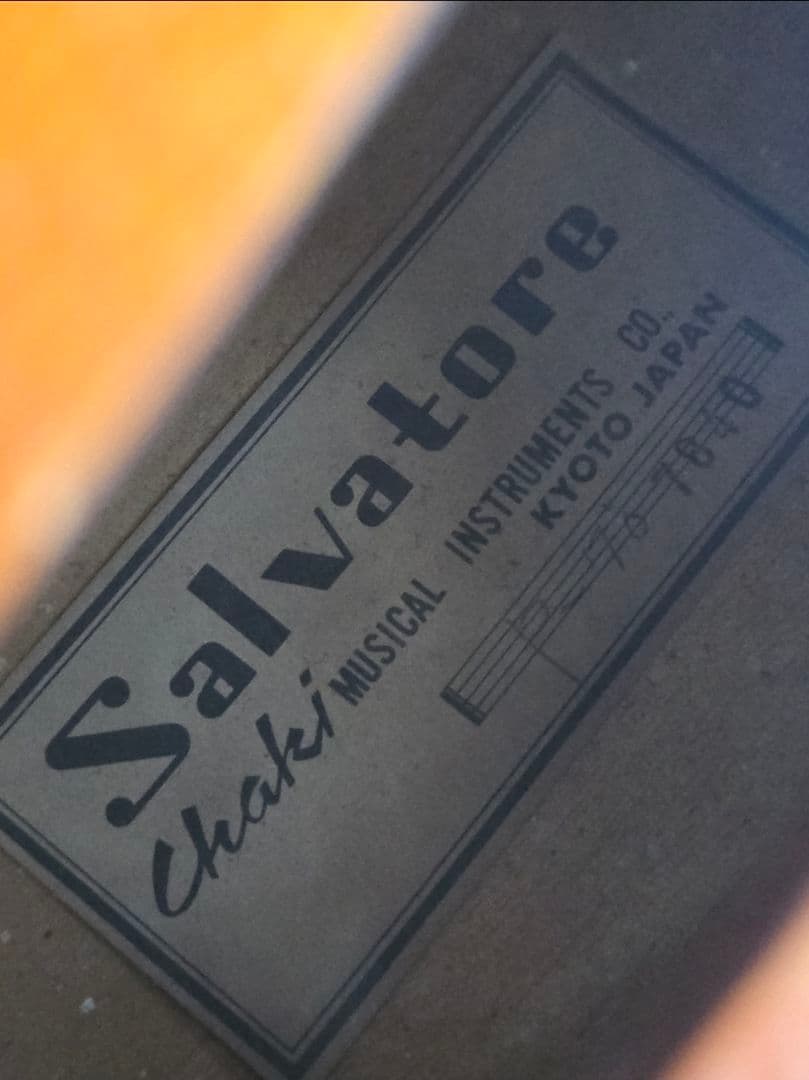 Salvatore
Chaki MUSICAL INSTRUMENTS CO.,
KYOTO JAPAN